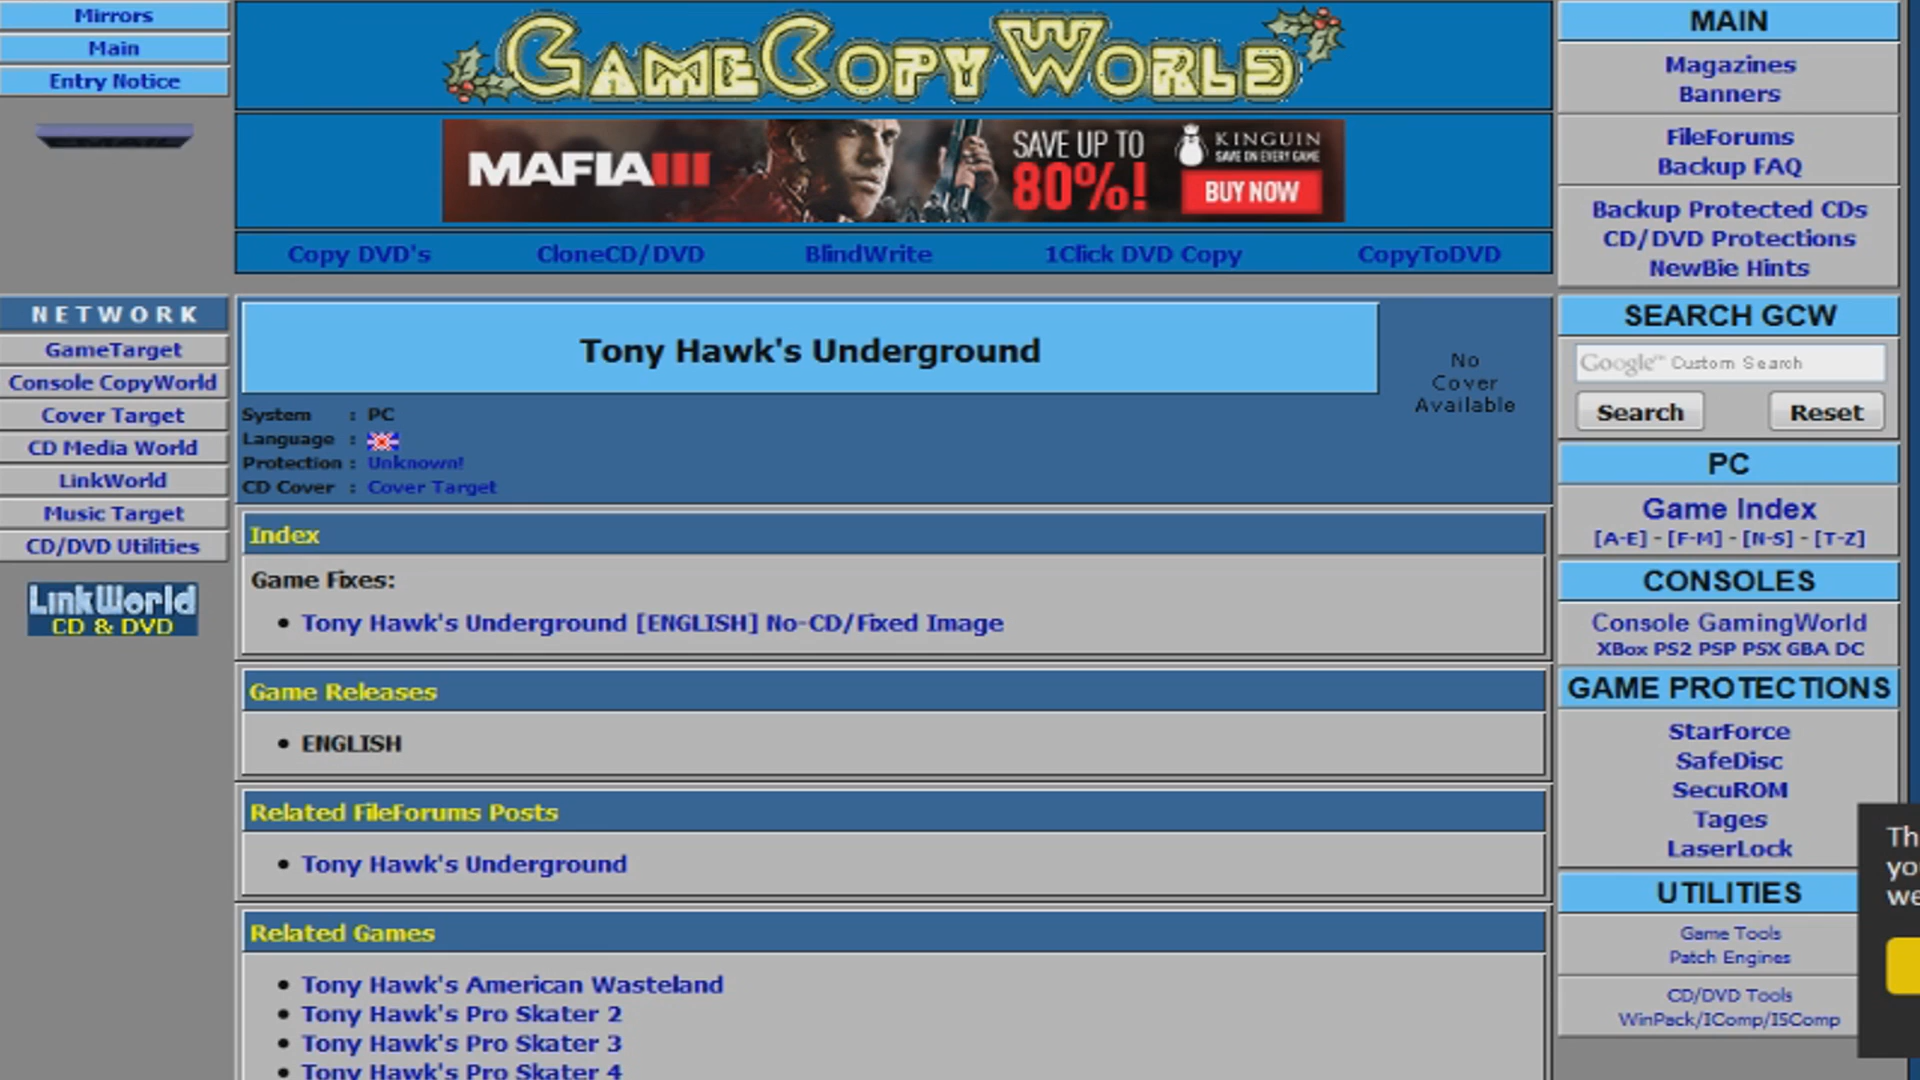 Mirrors
Main
Entry Notice
GameCopyWorld
MAFIA III
SAVE UP TO
80%!
KINGUIN
SAVE ON EVERY GAME
BUY NOW
Copy DVD's CloneCD/DVD BlindWrite 1Click DVD Copy CopyToDVD
NETWORK
GameTarget
Console CopyWorld
Cover Target
CD Media World
LinkWorld
Music Target
CD/DVD Utilities
LinkWorld
CD & DVD
Tony Hawk's Underground
No
Cover
Available
System : PC
Language :
Protection : Unknown!
CD Cover : Cover Target
Index
Game Fixes:
• Tony Hawk's Underground [ENGLISH] No-CD/Fixed Image
Game Releases
• ENGLISH
Related FileForums Posts
• Tony Hawk's Underground
Related Games
• Tony Hawk's American Wasteland
• Tony Hawk's Pro Skater 2
• Tony Hawk's Pro Skater 3
• Tony Hawk's Pro Skater 4
MAIN
Magazines
Banners
FileForums
Backup FAQ
Backup Protected CDs
CD/DVD Protections
NewBie Hints
SEARCH GCW
Google™ Custom Search
Search Reset
PC
Game Index
[A-E] - [F-M] - [N-S] - [T-Z]
CONSOLES
Console GamingWorld
XBox PS2 PSP PSX GBA DC
GAME PROTECTIONS
StarForce
SafeDisc
SecuROM
Tages
LaserLock
UTILITIES
Game Tools
Patch Engines
CD/DVD Tools
WinPack/IComp/ISComp